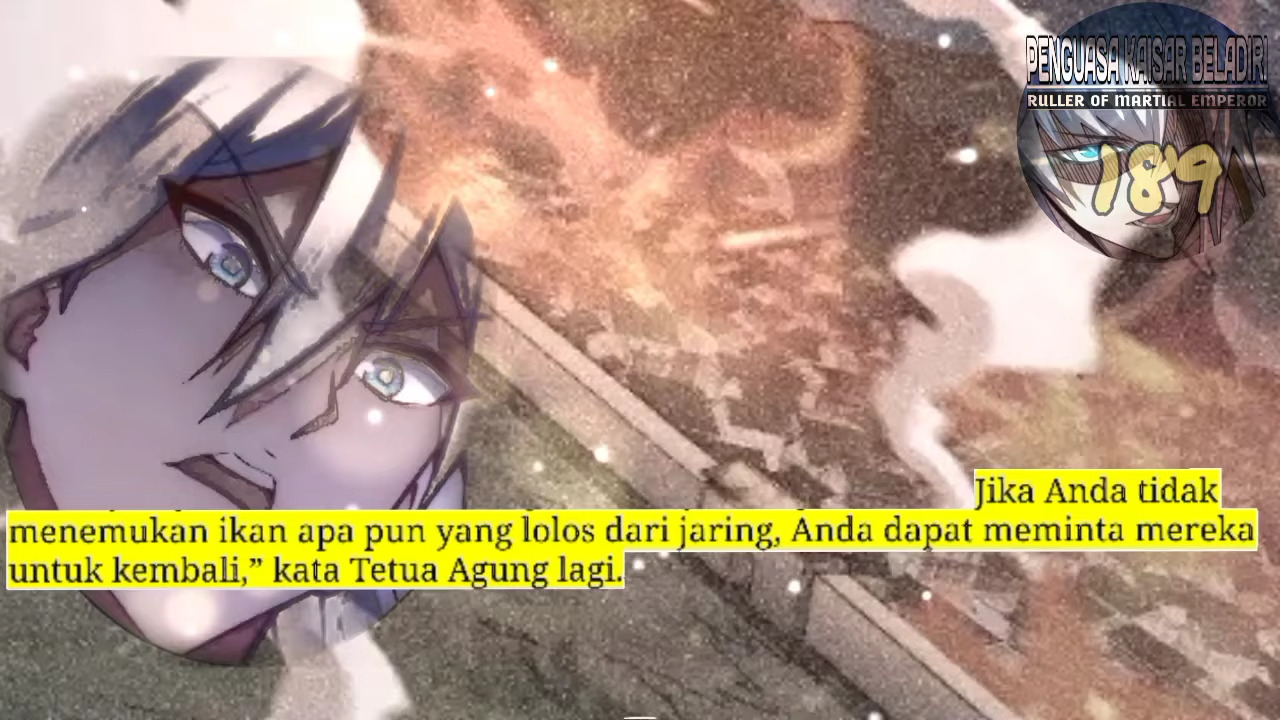 PENGUASA KAISAR BELADIRI
RULLER OF MARTIAL EMPEROR
189
Jika Anda tidak
menemukan ikan apa pun yang lolos dari jaring, Anda dapat meminta mereka
untuk kembali,” kata Tetua Agung lagi.